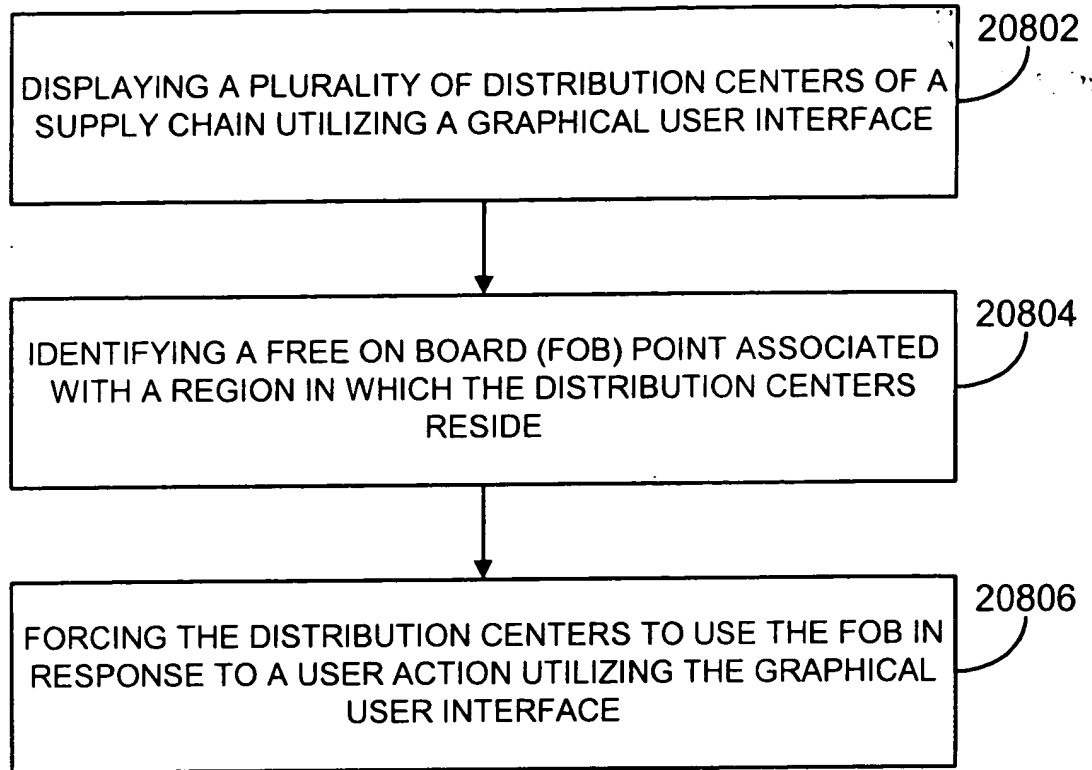 20802
DISPLAYING A PLURALITY OF DISTRIBUTION CENTERS OF A
SUPPLY CHAIN UTILIZING A GRAPHICAL USER INTERFACE
20804
IDENTIFYING A FREE ON BOARD (FOB) POINT ASSOCIATED
WITH A REGION IN WHICH THE DISTRIBUTION CENTERS
RESIDE
20806
FORCING THE DISTRIBUTION CENTERS TO USE THE FOB IN
RESPONSE TO A USER ACTION UTILIZING THE GRAPHICAL
USER INTERFACE